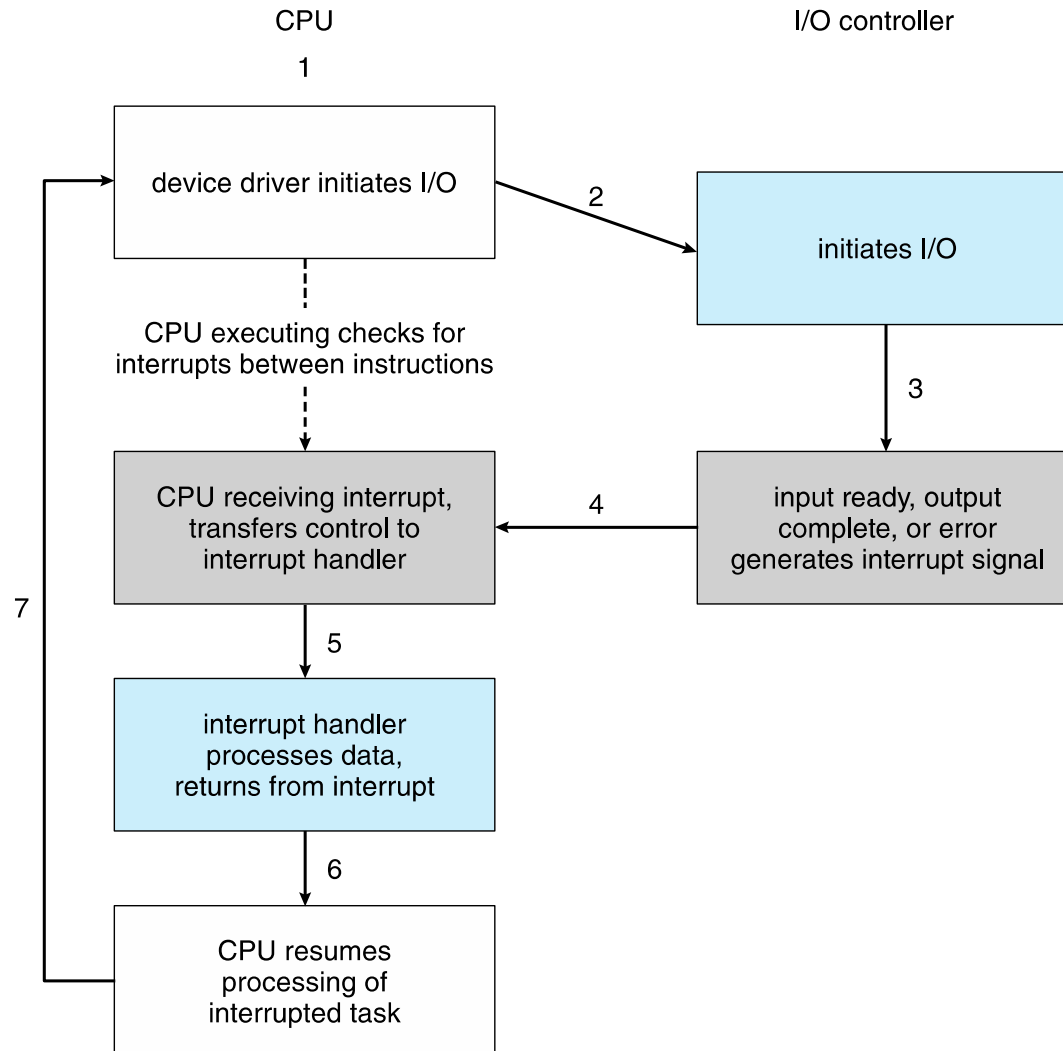 CPU
I/O controller
1
device driver initiates I/O
2
initiates I/O
CPU executing checks for
interrupts between instructions
3
CPU receiving interrupt,
transfers control to
interrupt handler
4
input ready, output
complete, or error
generates interrupt signal
7
5
interrupt handler
processes data,
returns from interrupt
6
CPU resumes
processing of
interrupted task